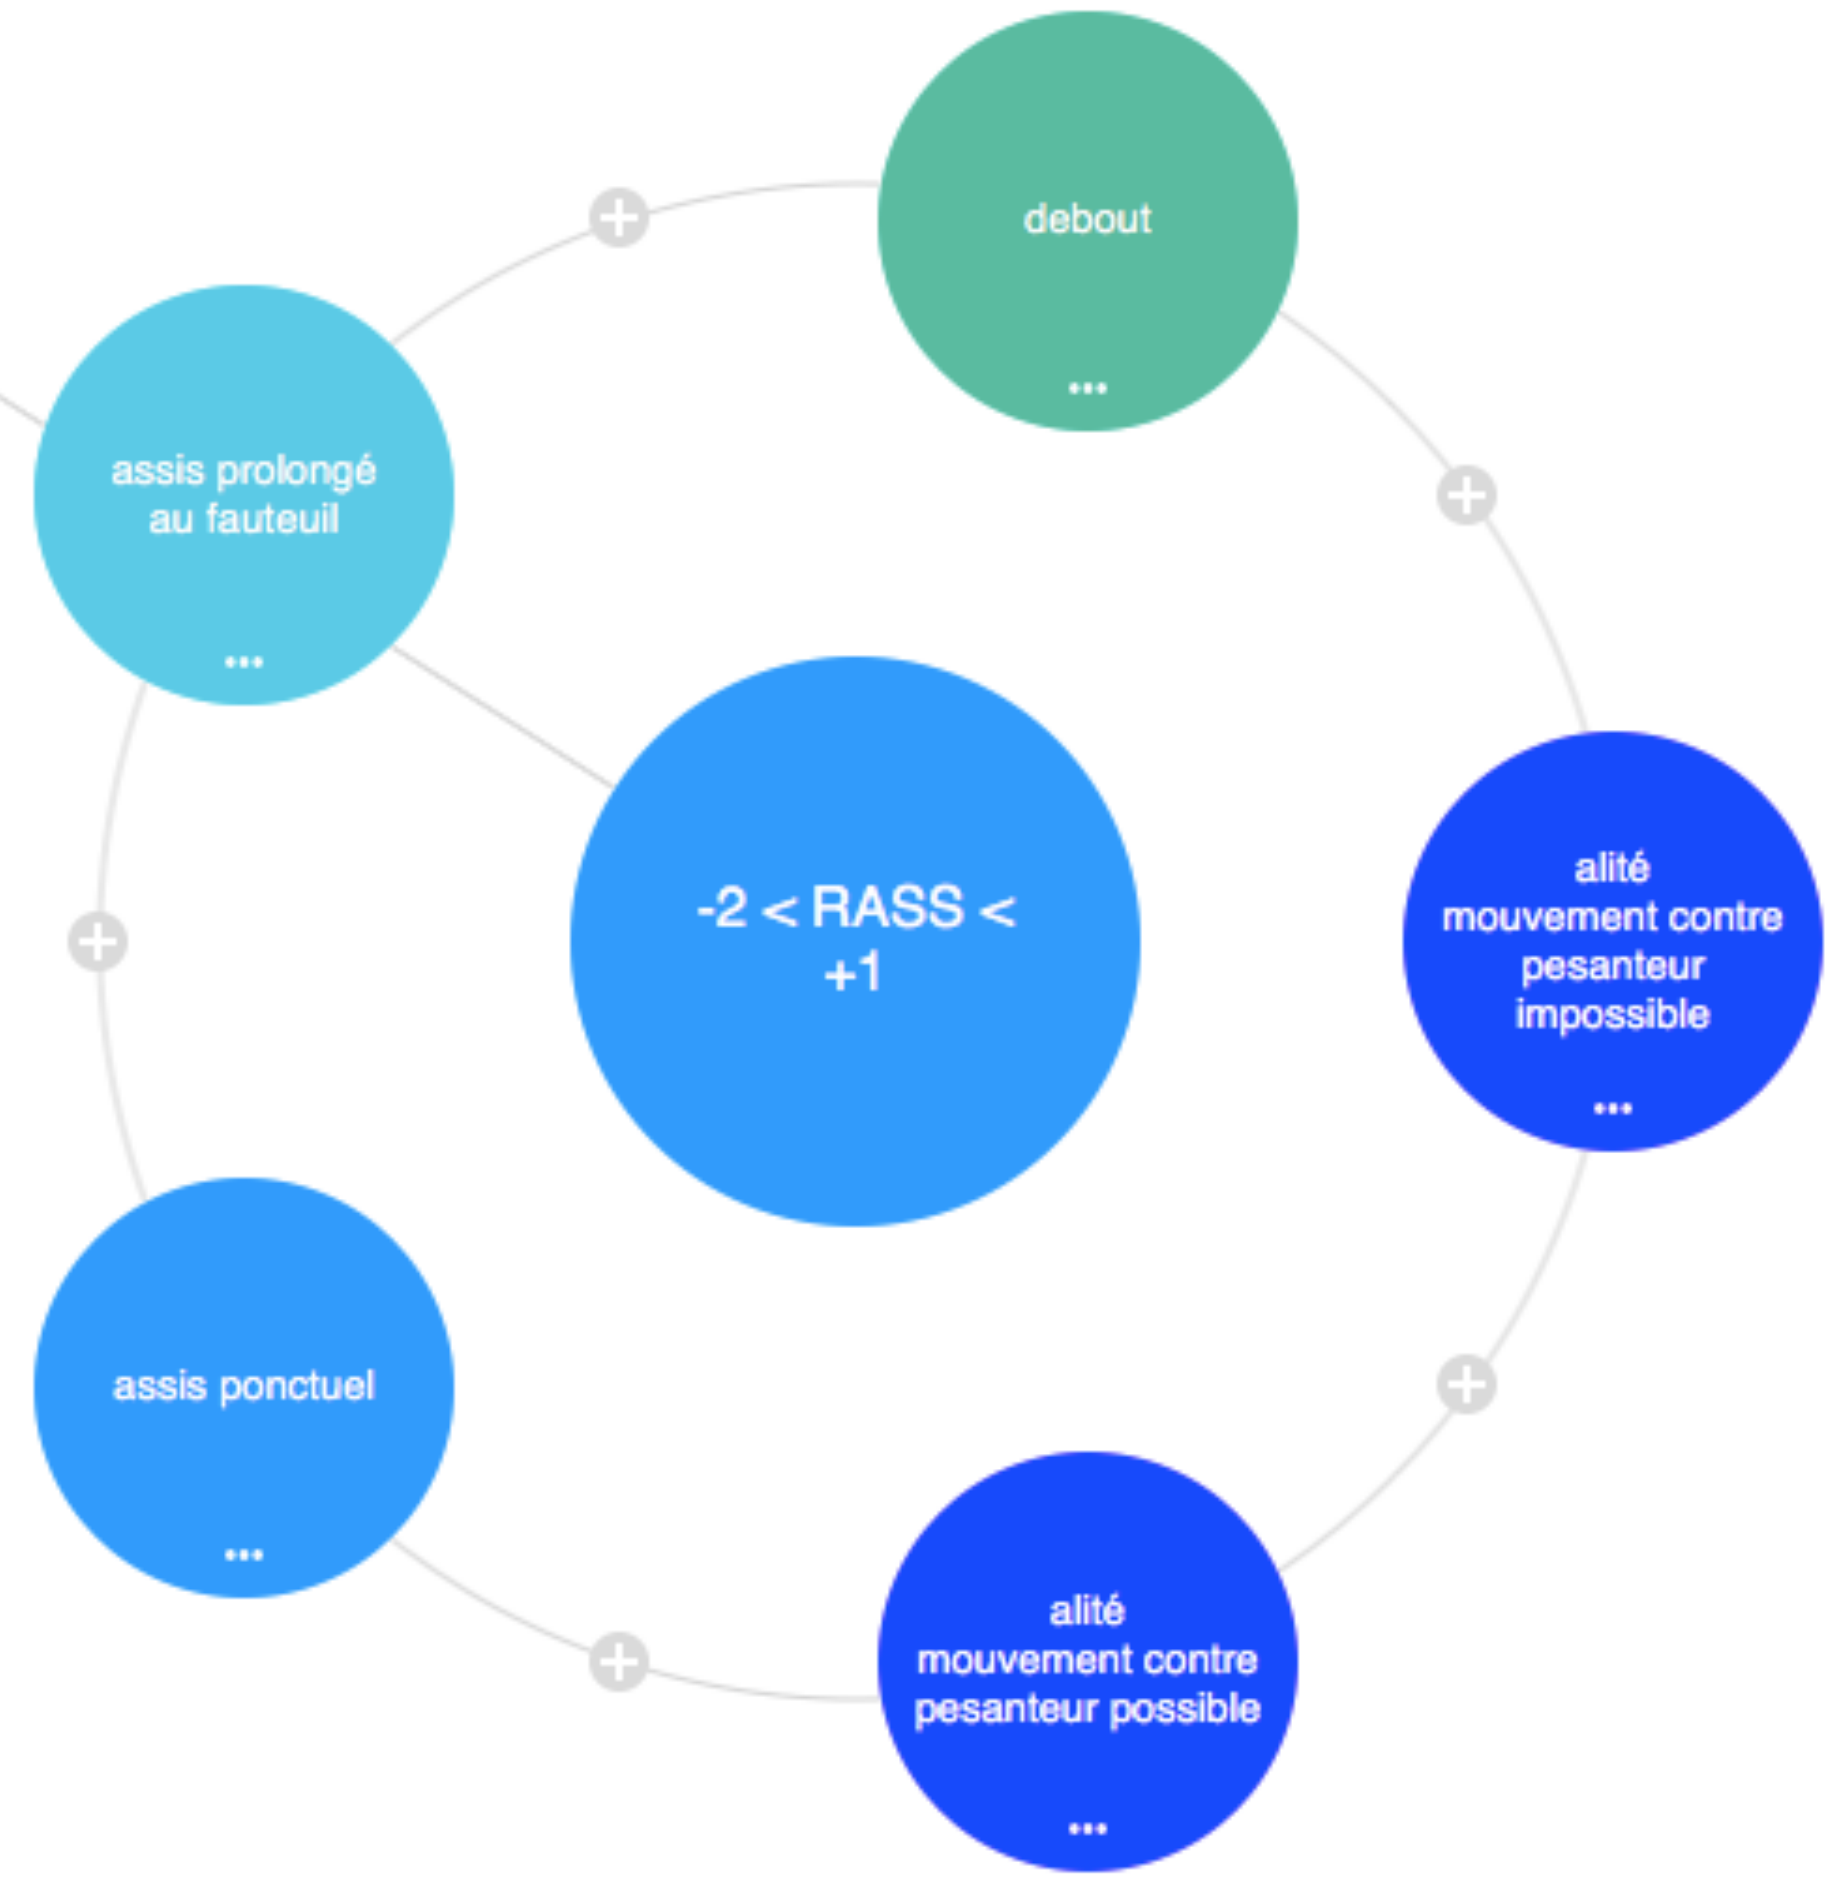 debout
...
assis prolongé
au fauteuil
...
-2 < RASS <
+1
alité
mouvement contre
pesanteur
impossible
...
assis ponctuel
...
alité
mouvement contre
pesanteur possible
...